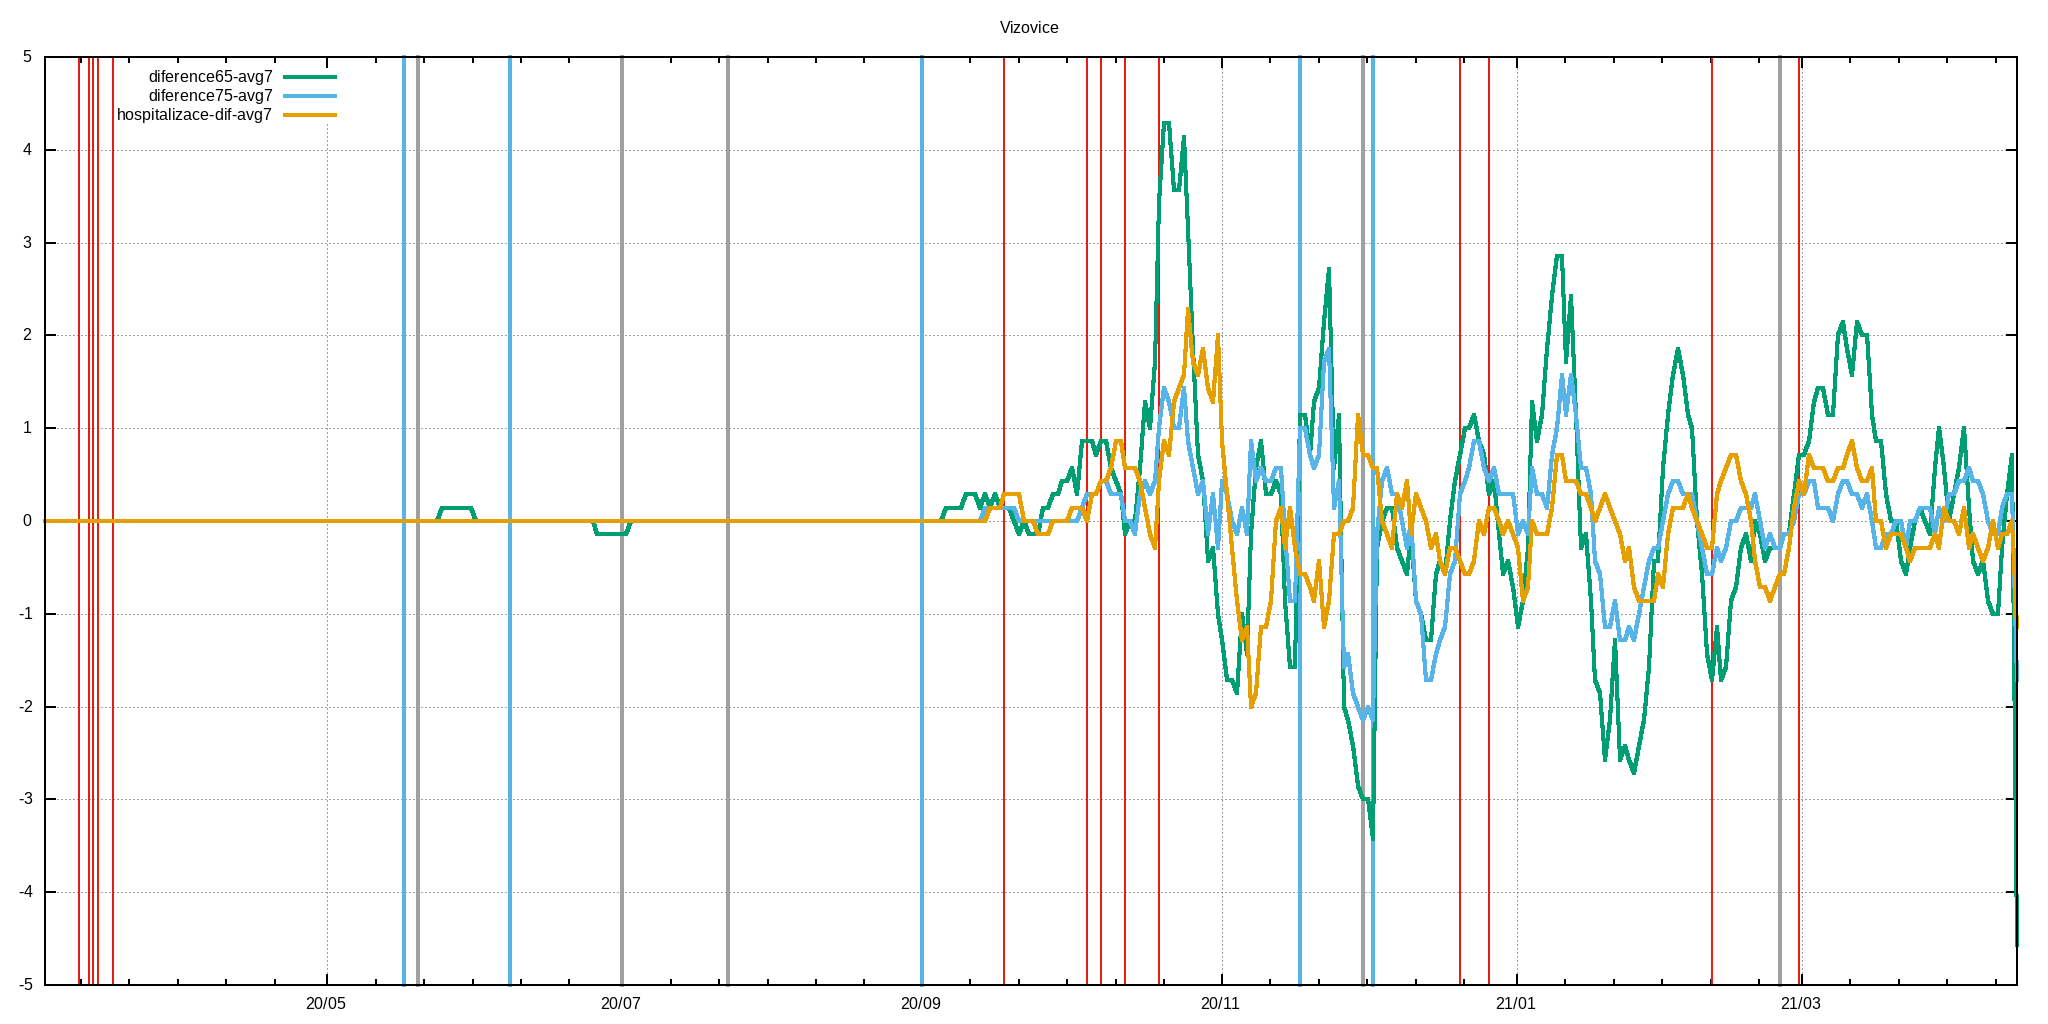 Vizovice
diference65-avg7
diference75-avg7
hospitalizace-dif-avg7
5
4
3
2
1
0
-1
-2
-3
-4
-5
20/05 20/07 20/09 20/11 21/01 21/03